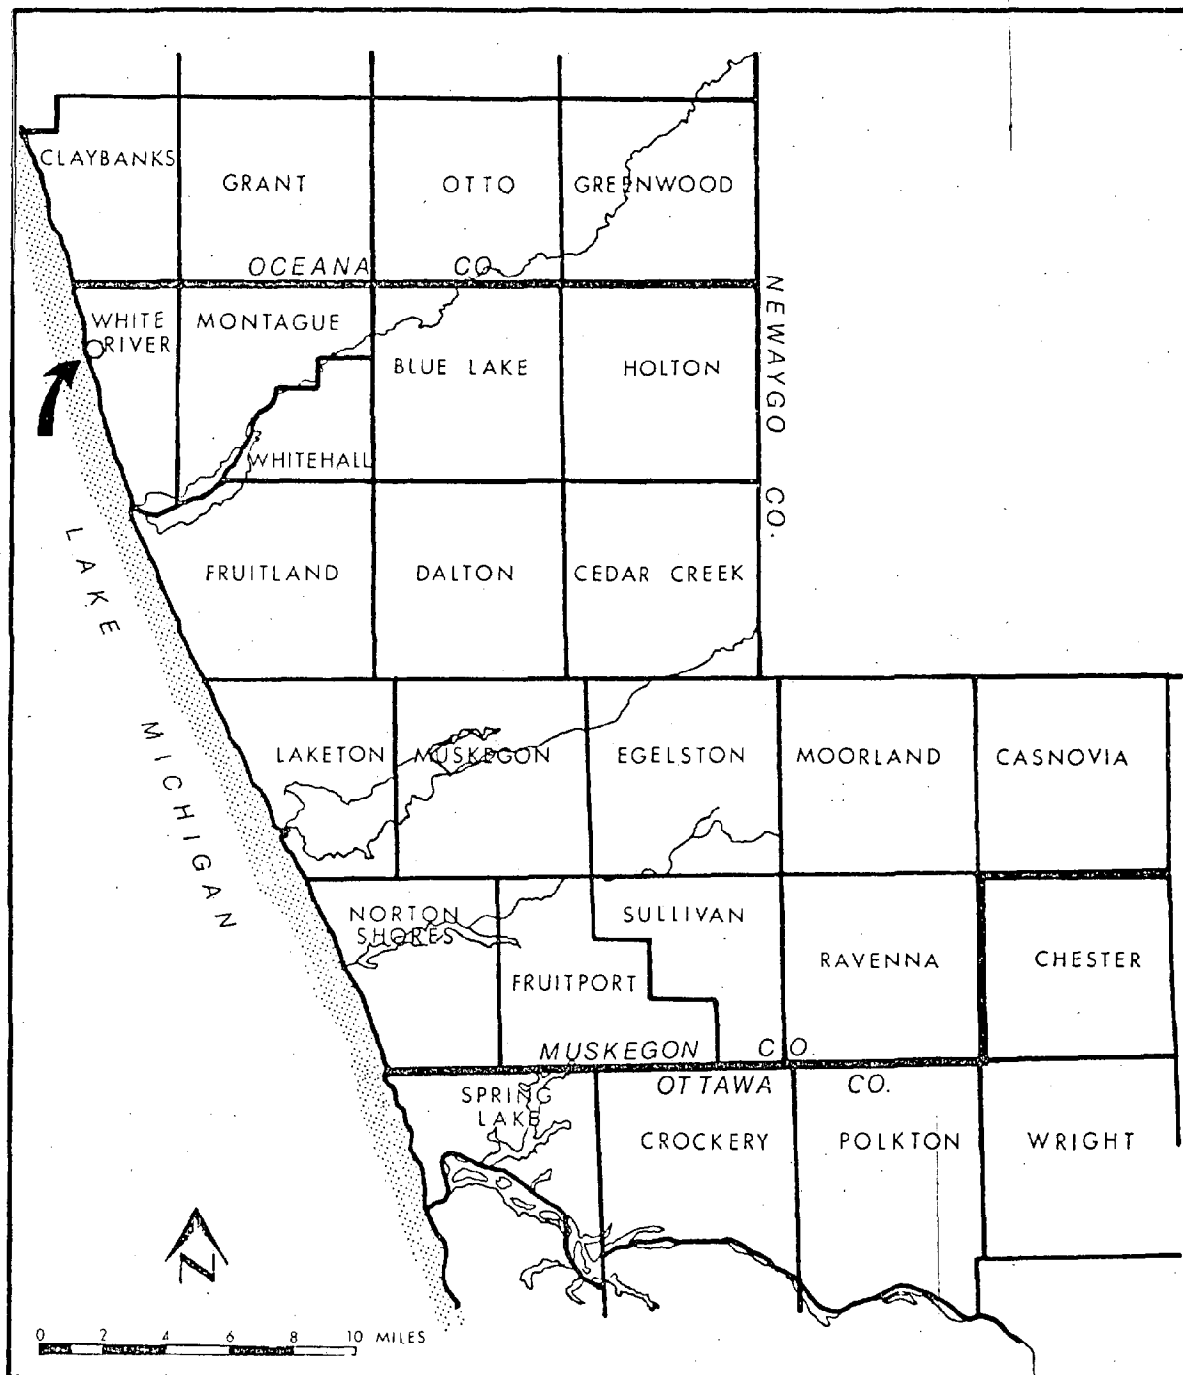 CLAYBANKS
GRANT
OTTO
GREENWOOD
OCEANA CO.
WHITE
RIVER
MONTAGUE
BLUE LAKE
HOLTON
NEWAYGO CO.
WHITEHALL
LAKE MICHIGAN
FRUITLAND
DALTON
CEDAR CREEK
LAKETON
MUSKEGON
EGELSTON
MOORLAND
CASNOVIA
NORTON
SHORES
SULLIVAN
FRUITPORT
RAVENNA
CHESTER
MUSKEGON CO.
OTTAWA CO.
SPRING
LAKE
CROCKERY
POLKTON
WRIGHT
N
0 2 4 6 8 10 MILES